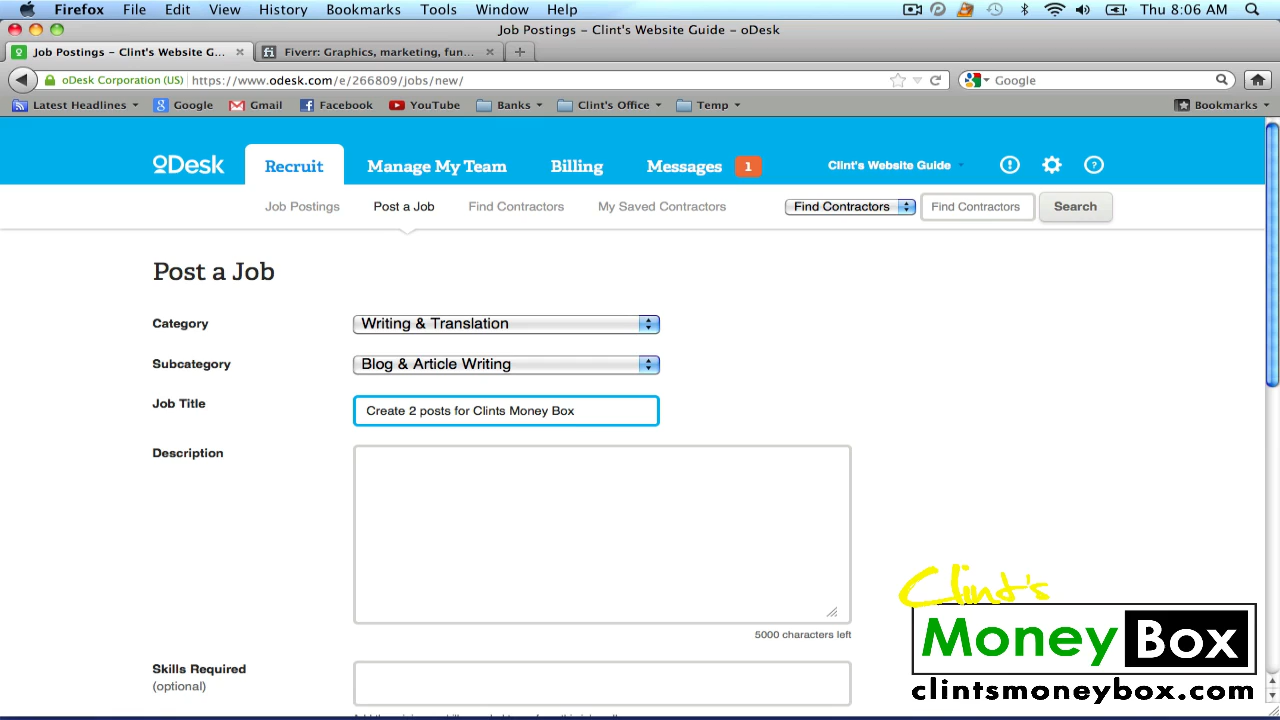 Firefox File Edit View History Bookmarks Tools Window Help Thu 8:06 AM
Job Postings – Clint's Website Guide – oDesk
Job Postings – Clint's Website G... Fiverr: Graphics, marketing, fun...
oDesk Corporation (US) https://www.odesk.com/e/266809/jobs/new/ Google
Latest Headlines Google Gmail Facebook YouTube Banks Clint's Office Temp Bookmarks
oDesk Recruit Manage My Team Billing Messages 1 Clint's Website Guide
Job Postings Post a Job Find Contractors My Saved Contractors Find Contractors Find Contractors Search
Post a Job
Category Writing & Translation
Subcategory Blog & Article Writing
Job Title Create 2 posts for Clints Money Box
Description
5000 characters left
Skills Required
(optional)
Clint's
Money Box
clintsmoneybox.com